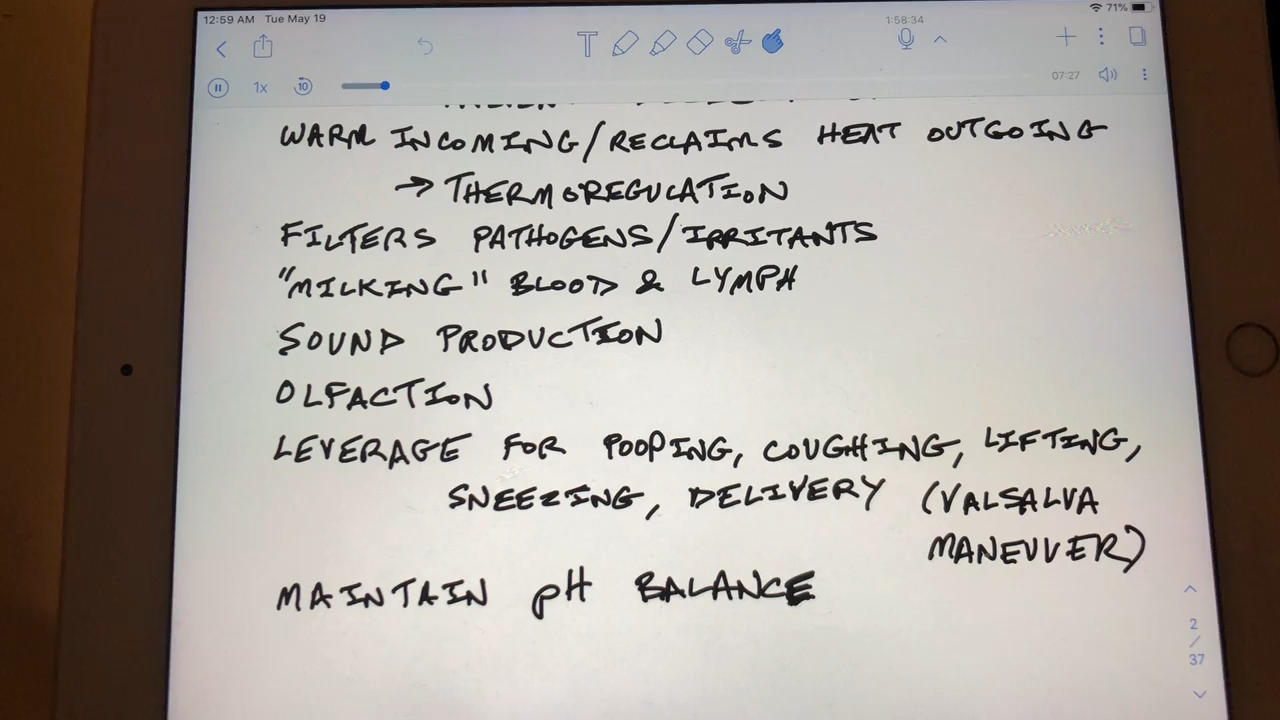 12:59 AM Tue May 19
71%
1:58:34
T
1x
10
07:27
WARM INCOMING/RECLAIMS HEAT OUTGOING
→ THERMOREGULATION
FILTERS PATHOGENS/IRRITANTS
"MILKING" BLOOD & LYMPH
SOUND PRODUCTION
OLFACTION
LEVERAGE FOR POOPING, COUGHING, LIFTING,
SNEEZING, DELIVERY (VALSALVA
MANEUVER)
MAINTAIN pH BALANCE
2
/
37